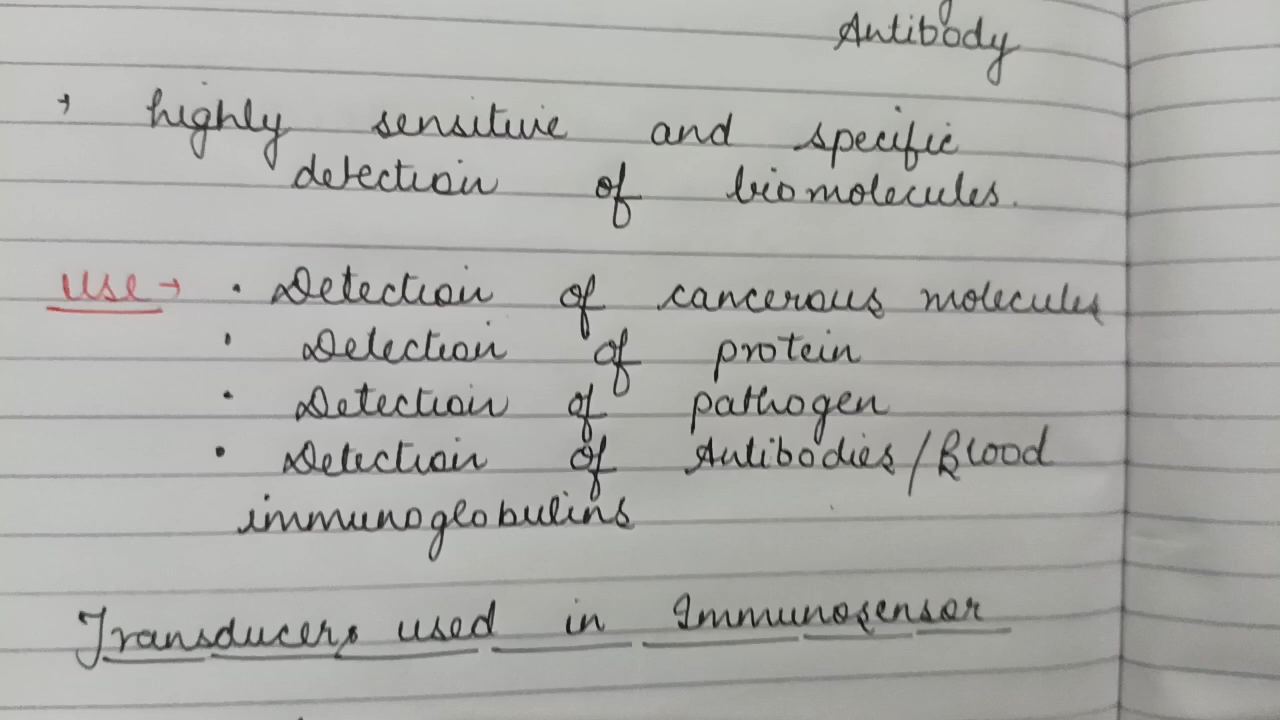 Antibody
→ highly sensitive and specific
detection of biomolecules.
Use → • Detection of cancerous molecules
• Detection of protein
• Detection of pathogen
• Detection of Antibodies/Blood
immunoglobulins
Transducers used in Immunosensor